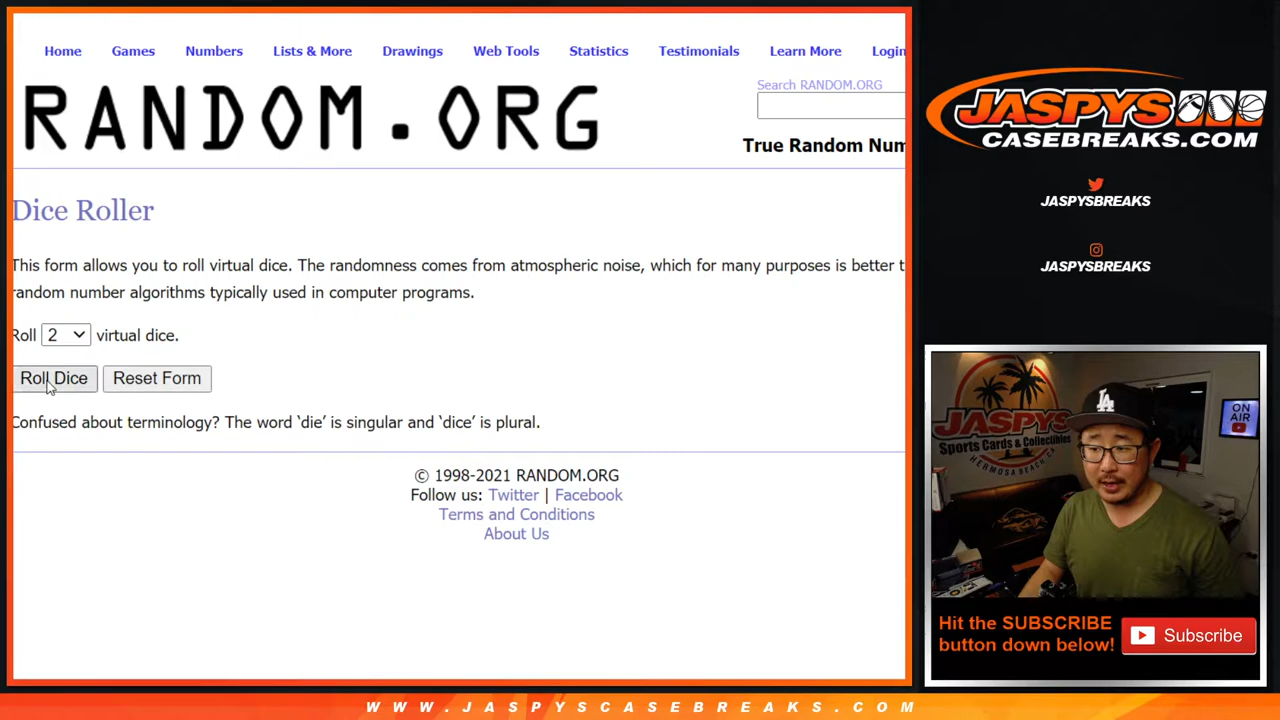 Home Games Numbers Lists & More Drawings Web Tools Statistics Testimonials Learn More Login
RANDOM.ORG
Search RANDOM.ORG
True Random Num
Dice Roller
This form allows you to roll virtual dice. The randomness comes from atmospheric noise, which for many purposes is better t
random number algorithms typically used in computer programs.
Roll 2 virtual dice.
Roll Dice Reset Form
Confused about terminology? The word ‘die’ is singular and ‘dice’ is plural.
© 1998-2021 RANDOM.ORG
Follow us: Twitter | Facebook
Terms and Conditions
About Us
JASPYS
CASEBREAKS.COM
JASPYSBREAKS
JASPYSBREAKS
JASPYS
Sports Cards & Collectibles
HERMOSA BEACH CA
LA
ON
AIR
Hit the SUBSCRIBE
button down below!
Subscribe
WWW.JASPYSCASEBREAKS.COM